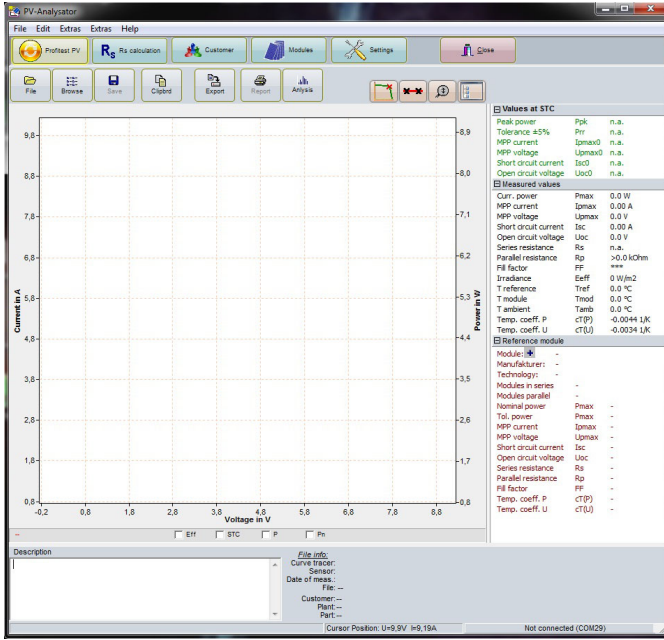 PV-Analysator
File Edit Extras Extras Help
Profitest PV
RS Rs calculation
Customer
Modules
Settings
Close
File
Browse
Save
Clipbrd
Export
Report
Anlysis
Values at STC
Peak power Ppk n.a.
Tolerance ±5% Prr n.a.
MPP current Ipmax0 n.a.
MPP voltage Upmax0 n.a.
Short circuit current Isc0 n.a.
Open circuit voltage Uoc0 n.a.
Measured values
Curr. power Pmax 0.0 W
MPP current Ipmax 0.00 A
MPP voltage Upmax 0.0 V
Short circuit current Isc 0.00 A
Open circuit voltage Uoc 0.0 V
Series resistance Rs n.a.
Parallel resistance Rp >0.0 kOhm
Fill factor FF ***
Irradiance Eeff 0 W/m2
T reference Tref 0.0 °C
T module Tmod 0.0 °C
T ambient Tamb 0.0 °C
Temp. coeff. P cT(P) -0.0044 1/K
Temp. coeff. U cT(U) -0.0034 1/K
Reference module
Module: + -
Manufakturer: -
Technology: -
Modules in series -
Modules parallel -
Nominal power Pmax -
Tol. power Pmax -
MPP current Ipmax -
MPP voltage Upmax -
Short circuit current Isc -
Open circuit voltage Uoc -
Series resistance Rs -
Parallel resistance Rp -
Fill factor FF -
Temp. coeff. P cT(P) -
Temp. coeff. U cT(U) -
9,8
8,8
7,8
6,8
5,8
4,8
3,8
2,8
1,8
0,8
Current in A
8,9
8,0
7,1
6,2
5,3
4,4
3,5
2,6
1,7
0,8
Power in W
-0,2 0,8 1,8 2,8 3,8 4,8 5,8 6,8 7,8 8,8
Voltage in V
- Eff STC P Pn
Description
File info:
Curve tracer:
Sensor:
Date of meas.:
File: --
Customer: --
Plant: --
Part: --
Cursor Position: U=9,9V I=9,19A
Not connected (COM29)